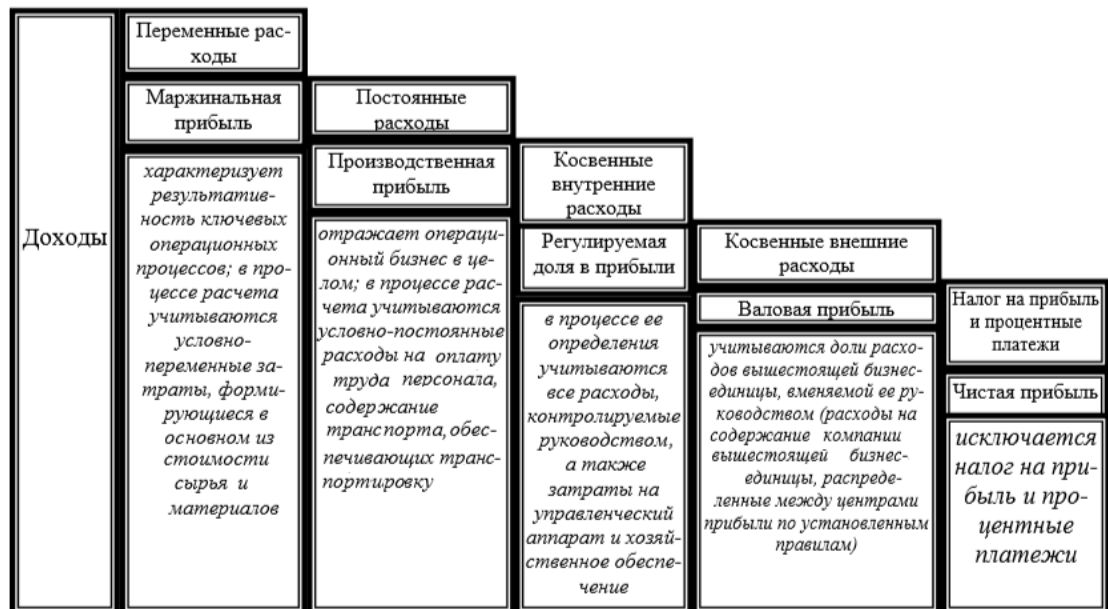 Доходы
Переменные рас-
ходы
Маржинальная
прибыль
характеризует
результатив-
ность ключевых
операционных
процессов; в про-
цессе расчета
учитываются
условно-
переменные за-
траты, форми-
рующиеся в
основном из
стоимости
сырья и
материалов
Постоянные
расходы
Производственная
прибыль
отражает операци-
онный бизнес в це-
лом; в процессе рас-
чета учитываются
условно-постоянные
расходы на оплату
труда персонала,
содержание
транспорта, обес-
печивающих транс-
портировку
Косвенные
внутренние
расходы
Регулируемая
доля в прибыли
в процессе ее
определения
учитываются
все расходы,
контролируемые
руководством,
а также
затраты на
управленческий
аппарат и хозяй-
ственное обеспе-
чение
Косвенные внешние
расходы
Валовая прибыль
учитываются доли расхо-
дов вышестоящей бизнес-
единицы, вменяемой ее ру-
ководством (расходы на
содержание компании
вышестоящей бизнес-
единицы, распреде-
ленные между центрами
прибыли по установленным
правилам)
Налог на прибыль
и процентные
платежи
Чистая прибыль
исключается
налог на при-
быль и про-
центные
платежи